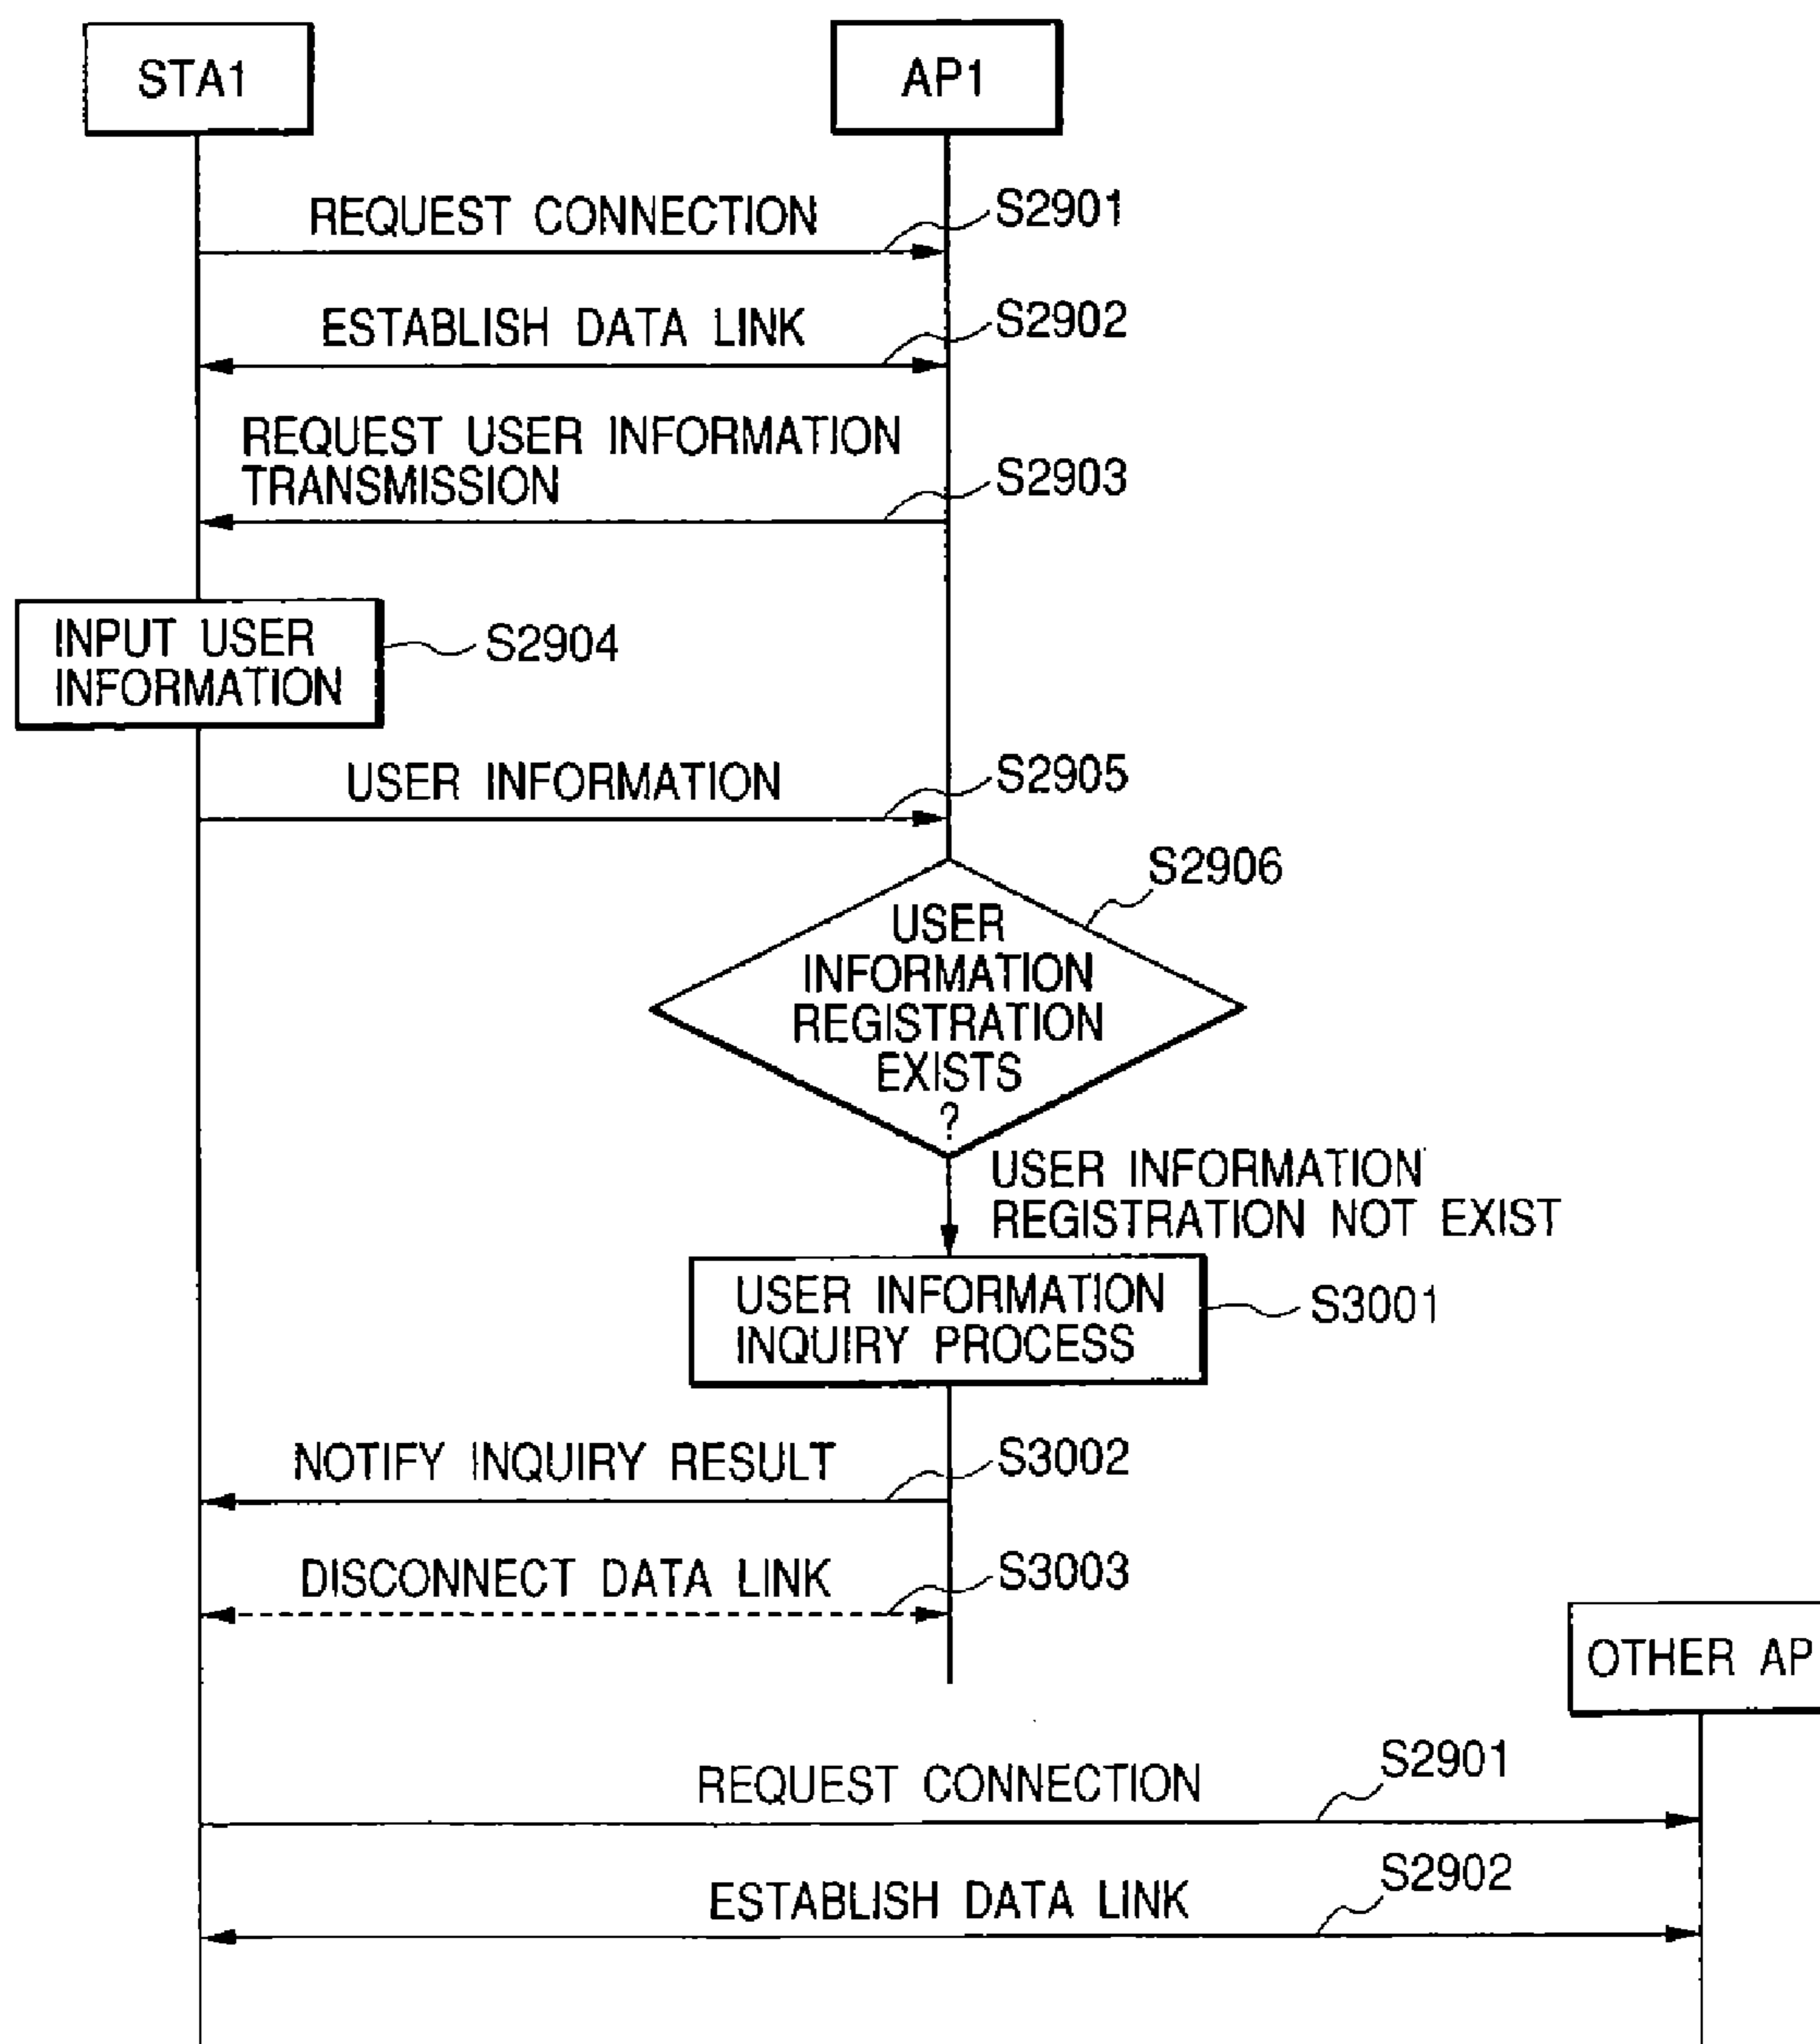 STA1
AP1
REQUEST CONNECTION
S2901
ESTABLISH DATA LINK
S2902
REQUEST USER INFORMATION
TRANSMISSION
S2903
INPUT USER
INFORMATION
S2904
USER INFORMATION
S2905
S2906
USER
INFORMATION
REGISTRATION
EXISTS
?
USER INFORMATION
REGISTRATION NOT EXIST
USER INFORMATION
INQUIRY PROCESS
S3001
NOTIFY INQUIRY RESULT
S3002
DISCONNECT DATA LINK
S3003
OTHER AP
REQUEST CONNECTION
S2901
ESTABLISH DATA LINK
S2902